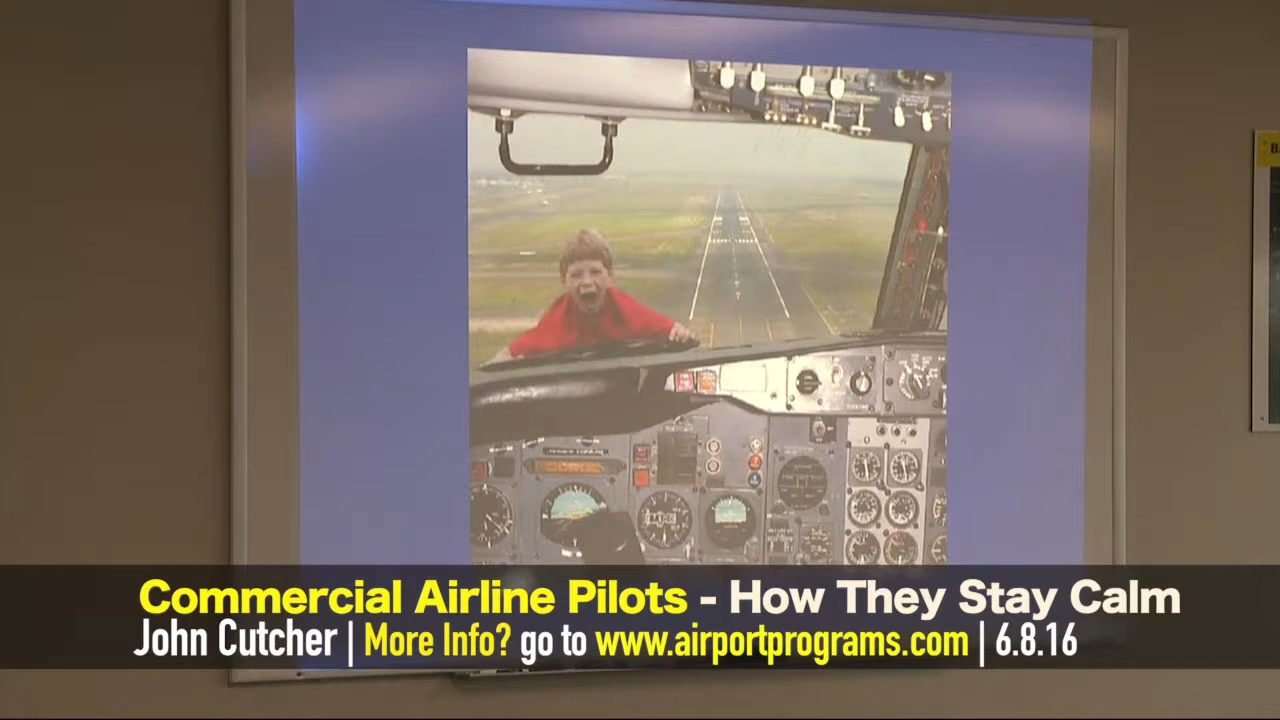 Commercial Airline Pilots - How They Stay Calm
John Cutcher | More Info? go to www.airportprograms.com | 6.8.16